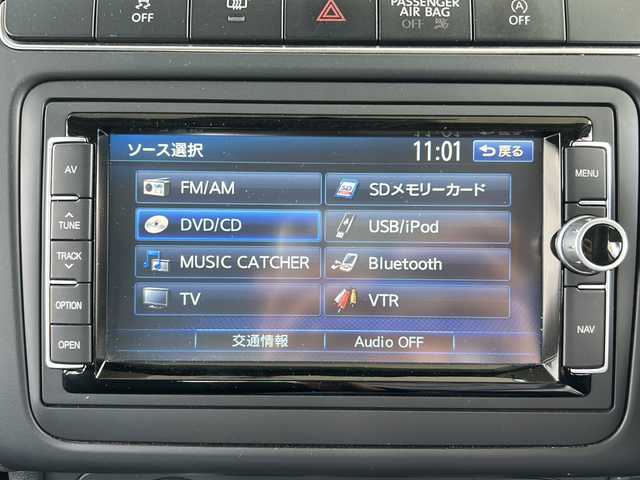 OFF
PASSENGER
AIR BAG
OFF
A
OFF
ソース選択
11:01
戻る
AV
TUNE
TRACK
OPTION
OPEN
FM/AM
SDメモリーカード
DVD/CD
USB/iPod
MUSIC CATCHER
Bluetooth
TV
VTR
交通情報
Audio OFF
MENU
NAV